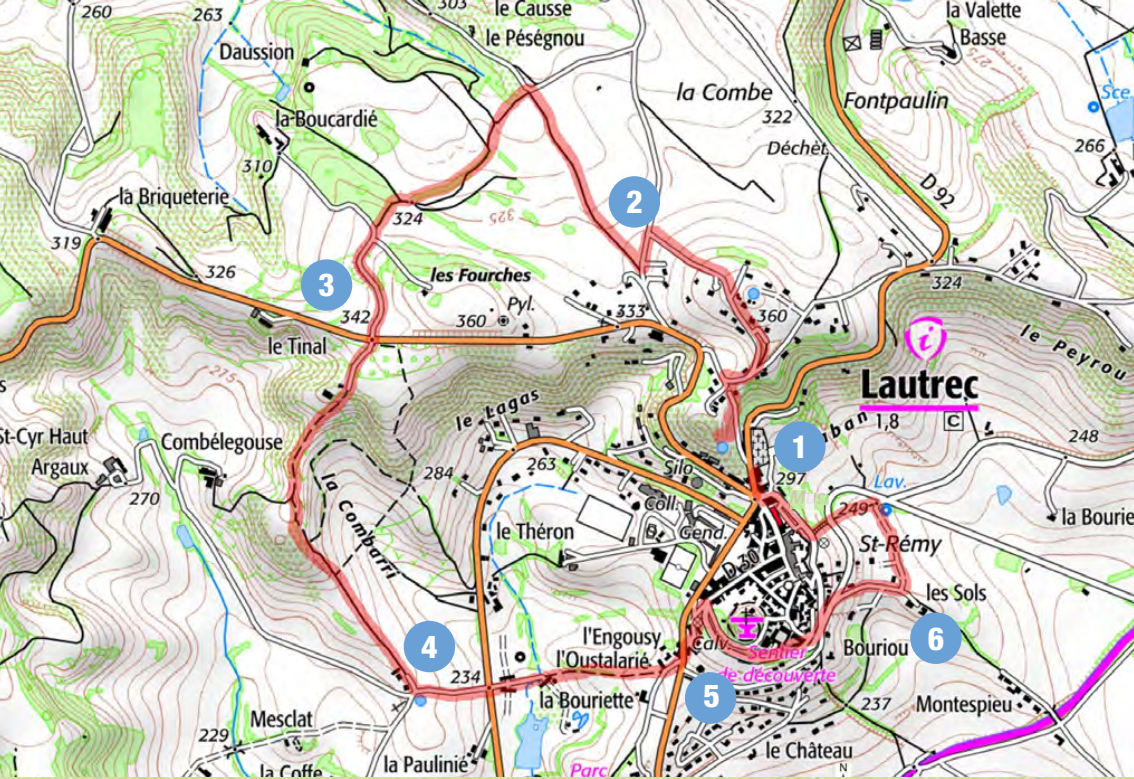 303
le Causse
la Valette
Basse
260
263
le Péségnou
Daussion
275
Sce
la Combe
Fontpaulin
la-Boucardié
322
Déchèt.
266
310
la Briqueterie
D 92
2
324
325
319
326
3
les Fourches
324
342
360
Pyl.
333
360
i
le Tinal
le Peyrou
275
Lautrec
le Lagas
1,8
C
St-Cyr Haut
Combélegouse
1
248
Argaux
284
263
Silo
297
Lav.
270
la Combarri
Coll.
249
la Bourie
le Théron
Gend.
St-Rémy
D 30
les Sols
4
l'Engousy
Calv.
Sentier
Bouriou
6
l'Oustalarié
de découverte
234
5
la Bouriette
237
Montespieu
Mesclat
229
le Château
la Coffe
la Paulinié
Parc
N